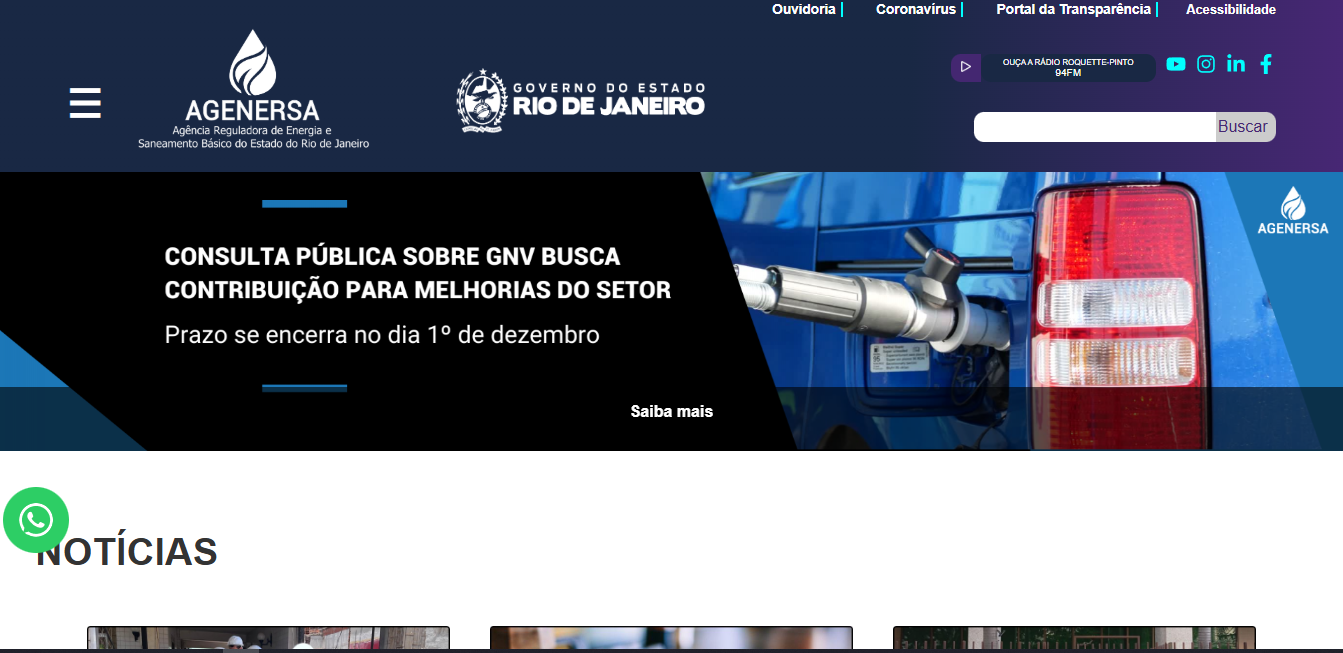 Ouvidoria
Coronavírus
Portal da Transparência
Acessibilidade
AGENERSA
Agência Reguladora de Energia e
Saneamento Básico do Estado do Rio de Janeiro
GOVERNO DO ESTADO
RIO DE JANEIRO
OUÇA A RÁDIO ROQUETTE-PINTO
94FM
Buscar
CONSULTA PÚBLICA SOBRE GNV BUSCA
CONTRIBUIÇÃO PARA MELHORIAS DO SETOR
Prazo se encerra no dia 1º de dezembro
AGENERSA
Saiba mais
NOTÍCIAS